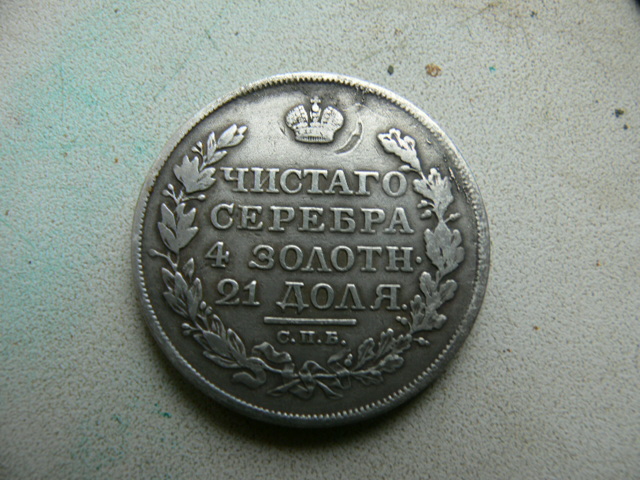 ЧИСТАГО
СЕРЕБРА
4 ЗОЛОТН.
21 ДОЛЯ.
С.П.Б.